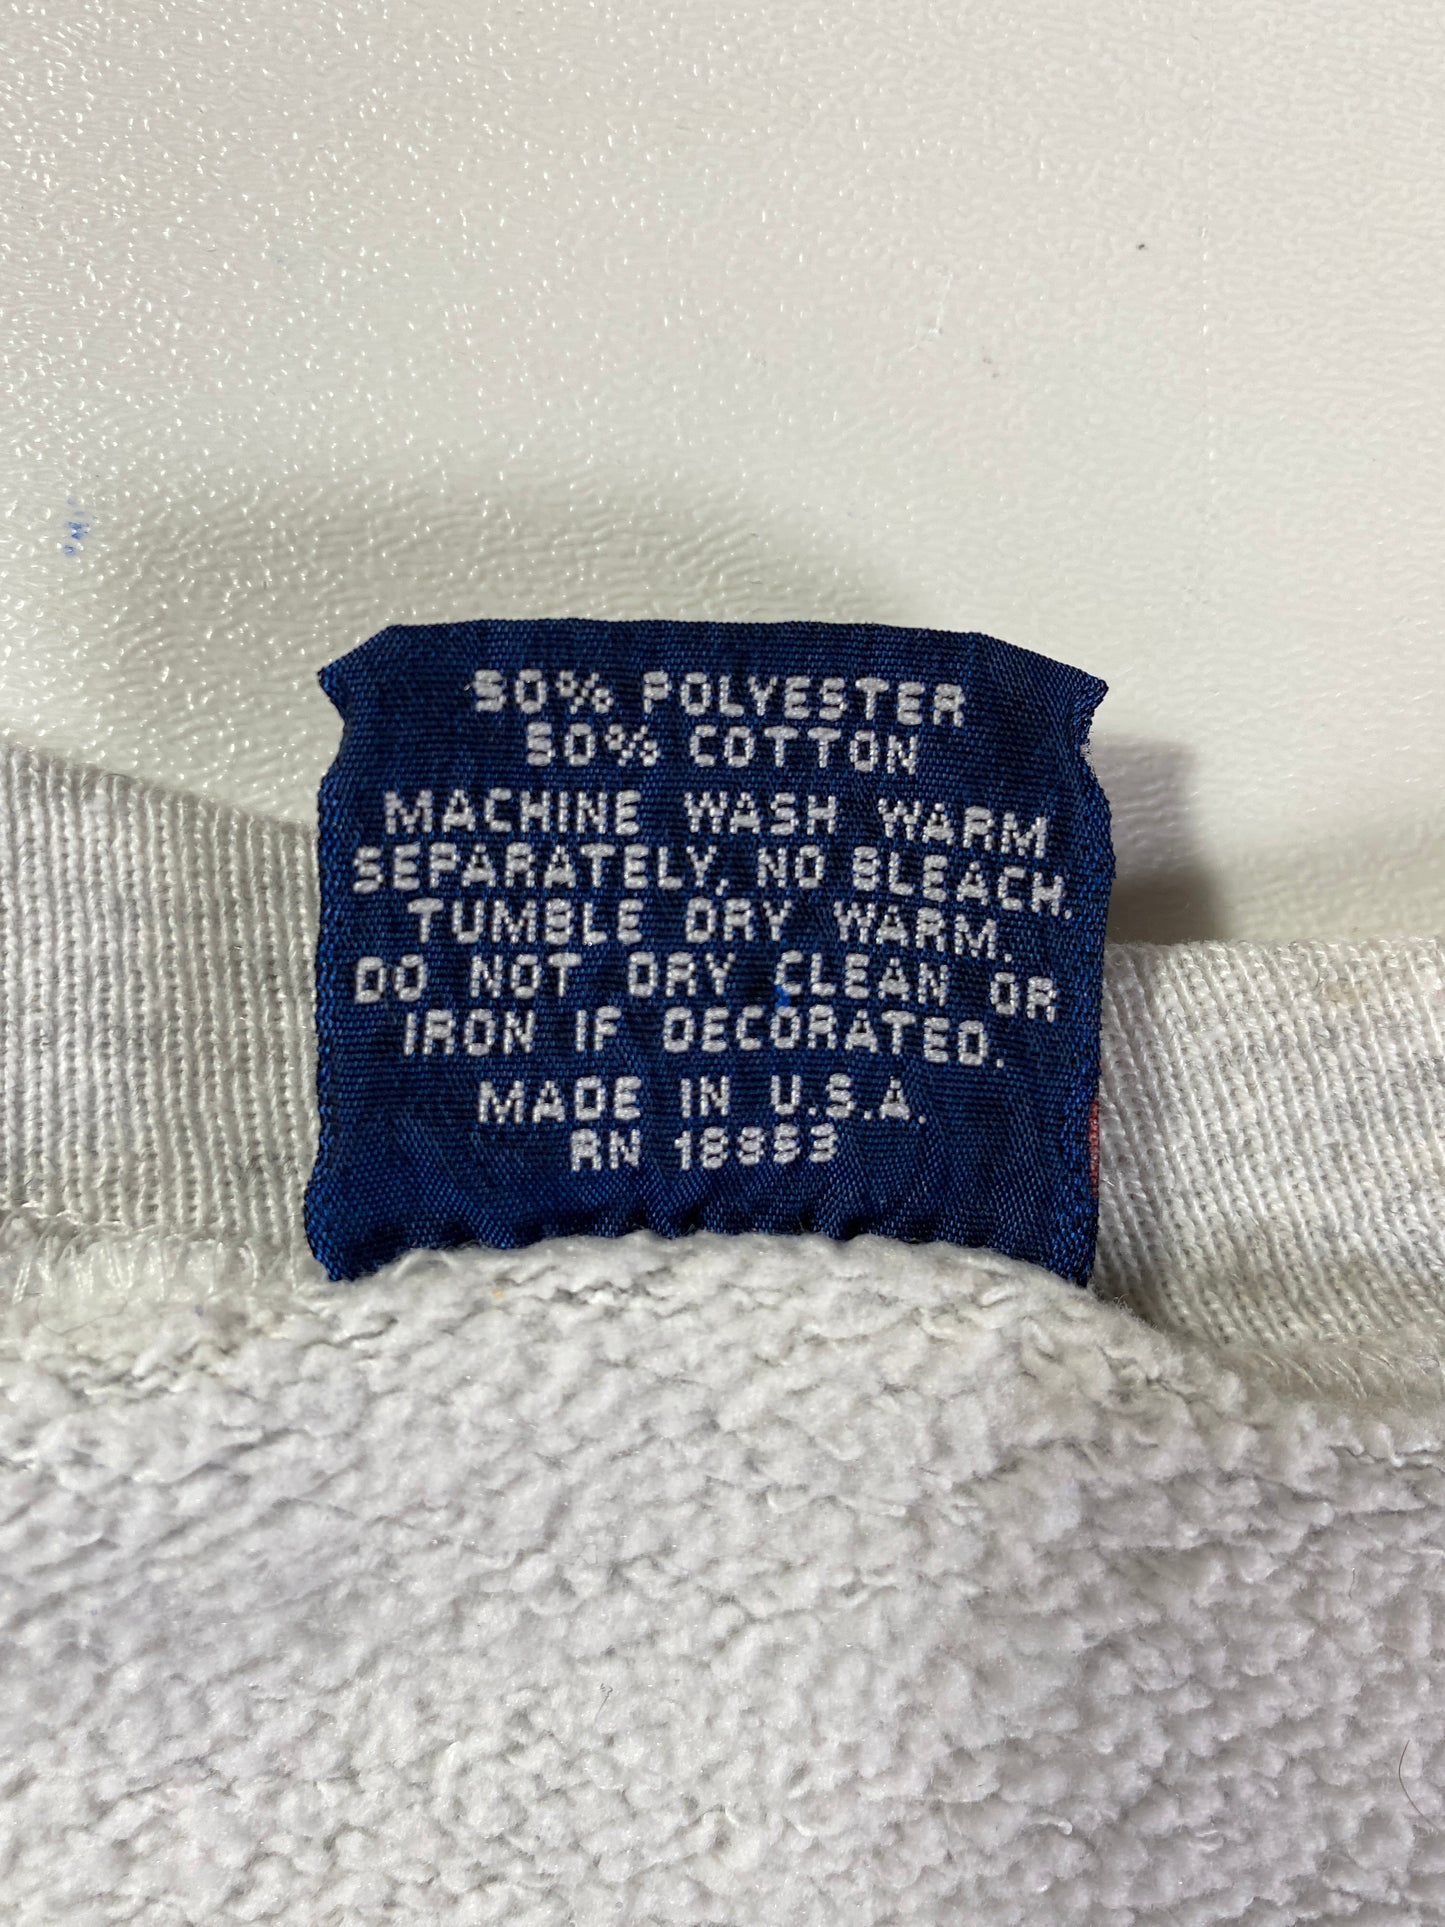 50% POLYESTER
50% COTTON
MACHINE WASH WARM
SEPARATELY, NO BLEACH.
TUMBLE DRY WARM.
DO NOT DRY CLEAN OR
IRON IF DECORATED.
MADE IN U.S.A.
RN